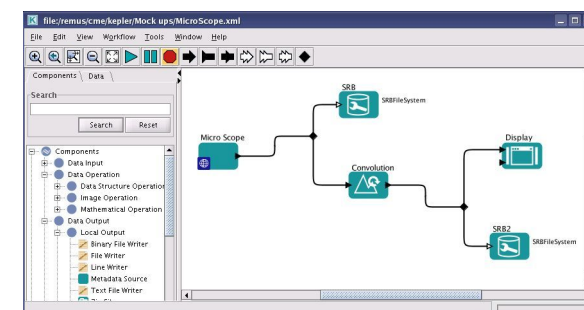 file:/remus/cme/kepler/Mock ups/MicroScope.xml
File Edit View Workflow Tools Window Help
Components Data
Search
Search Reset
Components
Data Input
Data Operation
Data Structure Operation
Image Operation
Mathematical Operation
Data Output
Local Output
Binary File Writer
File Writer
Line Writer
Metadata Source
Text File Writer
SRB
SRBFileSystem
Micro Scope
Convolution
Display
SRB2
SRBFileSystem